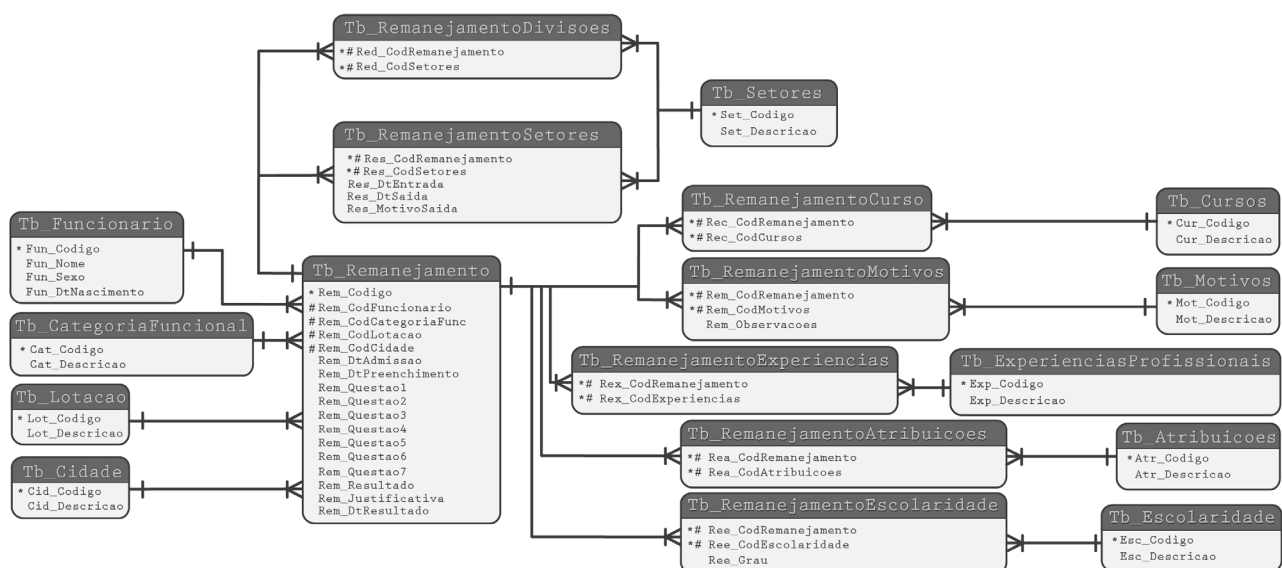 Tb_RemanejamentoDivisoes
*# Red_CodRemanejamento
*# Red_CodSetores
Tb_Setores
* Set_Codigo
Set_Descricao
Tb_RemanejamentoSetores
*# Res_CodRemanejamento
*# Res_CodSetores
Res_DtEntrada
Res_DtSaida
Res_MotivoSaida
Tb_Funcionario
* Fun_Codigo
Fun_Nome
Fun_Sexo
Fun_DtNascimento
Tb_CategoriaFuncional
* Cat_Codigo
Cat_Descricao
Tb_Lotacao
* Lot_Codigo
Lot_Descricao
Tb_Cidade
* Cid_Codigo
Cid_Descricao
Tb_Remanejamento
* Rem_Codigo
# Rem_CodFuncionario
# Rem_CodCategoriaFunc
# Rem_CodLotacao
# Rem_CodCidade
Rem_DtAdmissao
Rem_DtPreenchimento
Rem_Questao1
Rem_Questao2
Rem_Questao3
Rem_Questao4
Rem_Questao5
Rem_Questao6
Rem_Questao7
Rem_Resultado
Rem_Justificativa
Rem_DtResultado
Tb_RemanejamentoCurso
*# Rec_CodRemanejamento
*# Rec_CodCursos
Tb_Cursos
* Cur_Codigo
Cur_Descricao
Tb_RemanejamentoMotivos
*# Rem_CodRemanejamento
*# Rem_CodMotivos
Rem_Observacoes
Tb_Motivos
* Mot_Codigo
Mot_Descricao
Tb_RemanejamentoExperiencias
*# Rex_CodRemanejamento
*# Rex_CodExperiencias
Tb_ExperienciasProfissionais
* Exp_Codigo
Exp_Descricao
Tb_RemanejamentoAtribuicoes
*# Rea_CodRemanejamento
*# Rea_CodAtribuicoes
Tb_Atribuicoes
* Atr_Codigo
Atr_Descricao
Tb_RemanejamentoEscolaridade
*# Ree_CodRemanejamento
*# Ree_CodEscolaridade
Ree_Grau
Tb_Escolaridade
* Esc_Codigo
Esc_Descricao